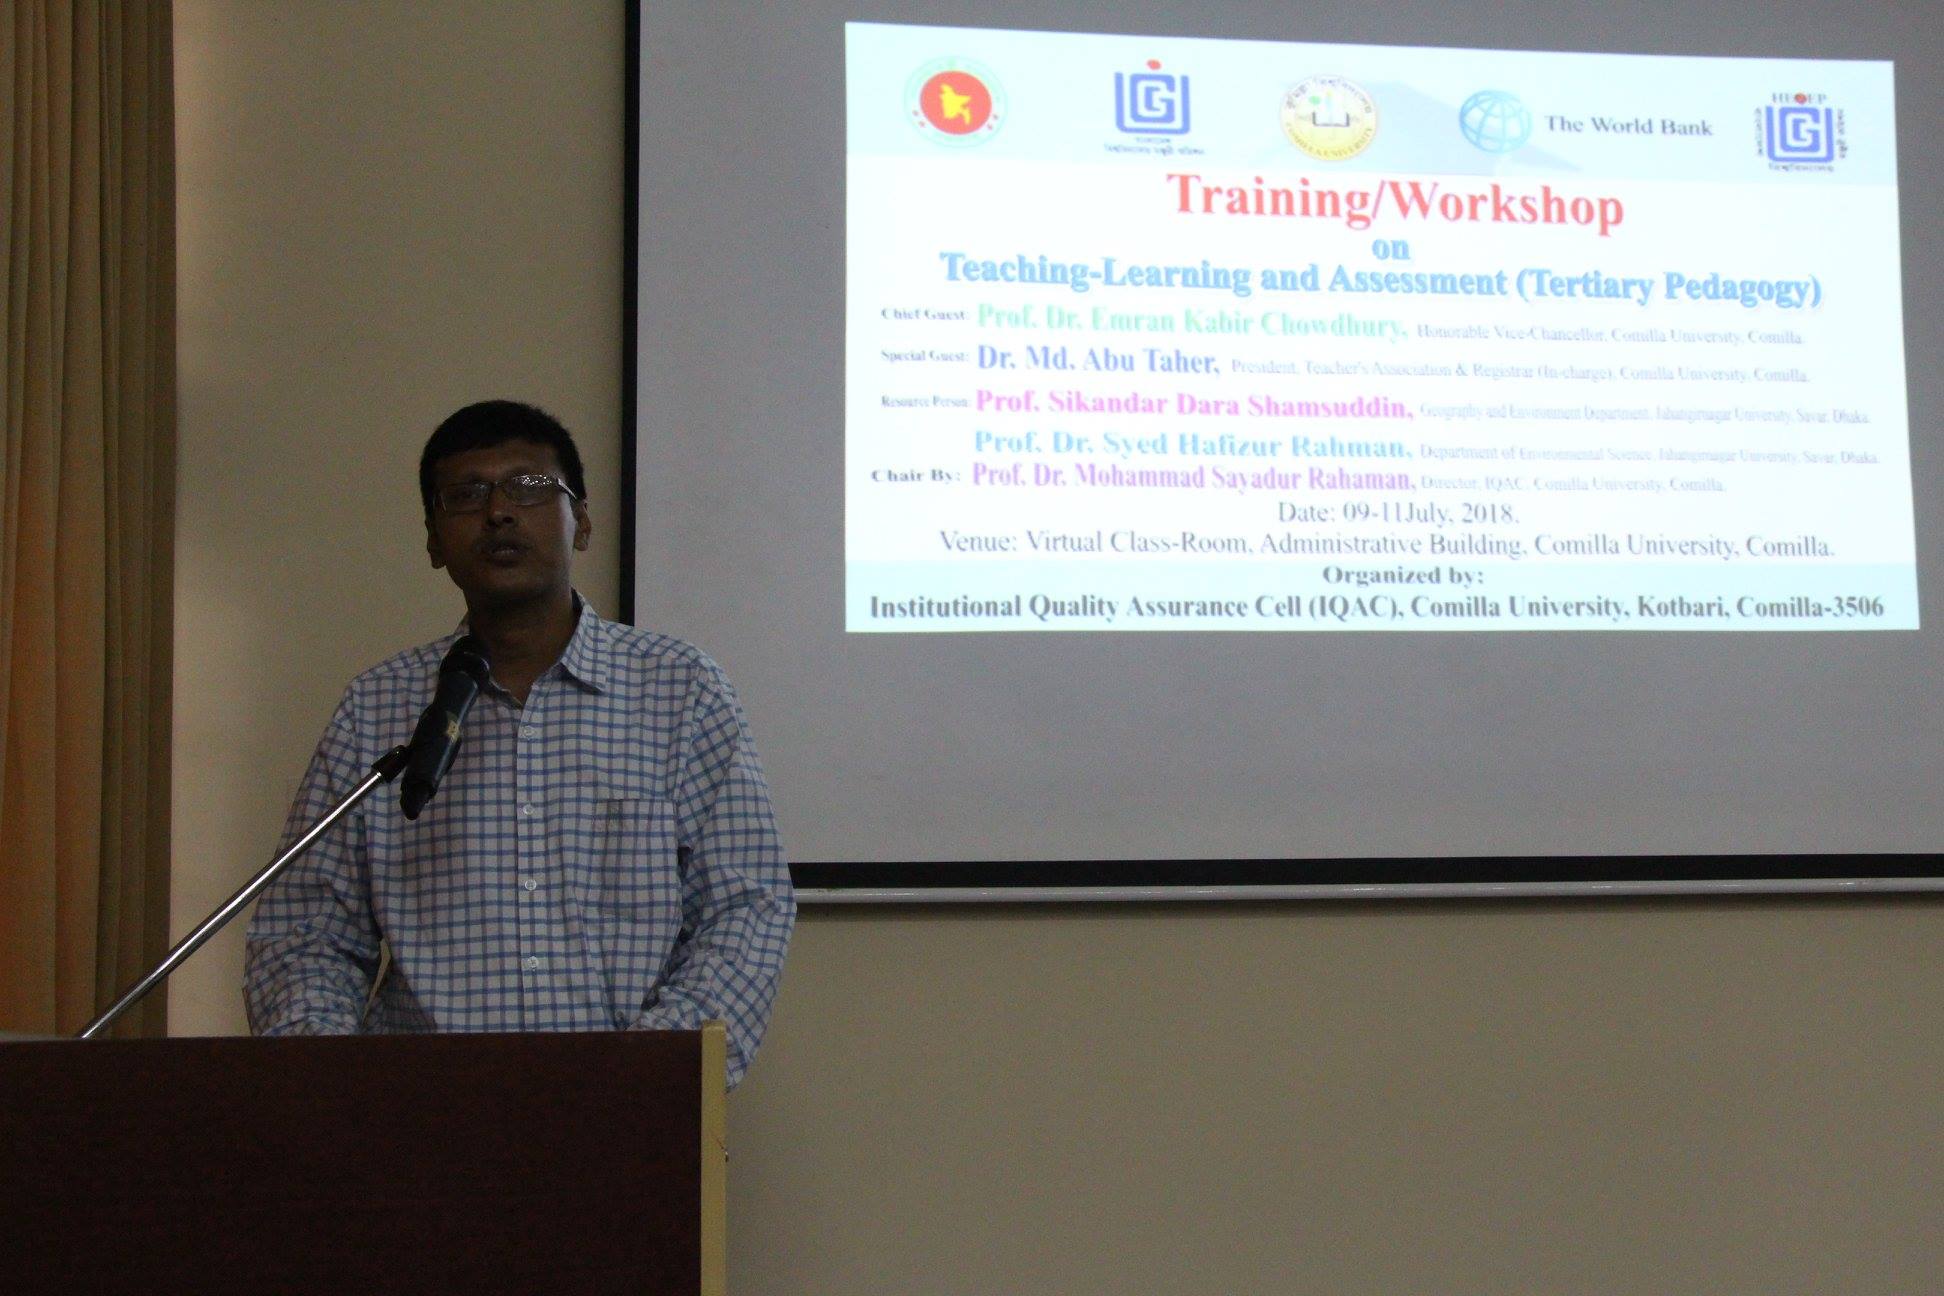 The World Bank
HEQEP
COMILLA UNIVERSITY
Training/Workshop
on
Teaching-Learning and Assessment (Tertiary Pedagogy)
Chief Guest: Prof. Dr. Emran Kabir Chowdhury, Honorable Vice-Chancellor, Comilla University, Comilla.
Special Guest: Dr. Md. Abu Taher, President, Teacher's Association & Registrar (In-charge), Comilla University, Comilla.
Resource Person: Prof. Sikandar Dara Shamsuddin, Geography and Environment Department, Jahangirnagar University, Savar, Dhaka.
Prof. Dr. Syed Hafizur Rahman, Department of Environmental Science, Jahangirnagar University, Savar, Dhaka.
Chair By: Prof. Dr. Mohammad Sayadur Rahaman, Director, IQAC, Comilla University, Comilla.
Date: 09-11July, 2018.
Venue: Virtual Class-Room, Administrative Building, Comilla University, Comilla.
Organized by:
Institutional Quality Assurance Cell (IQAC), Comilla University, Kotbari, Comilla-3506